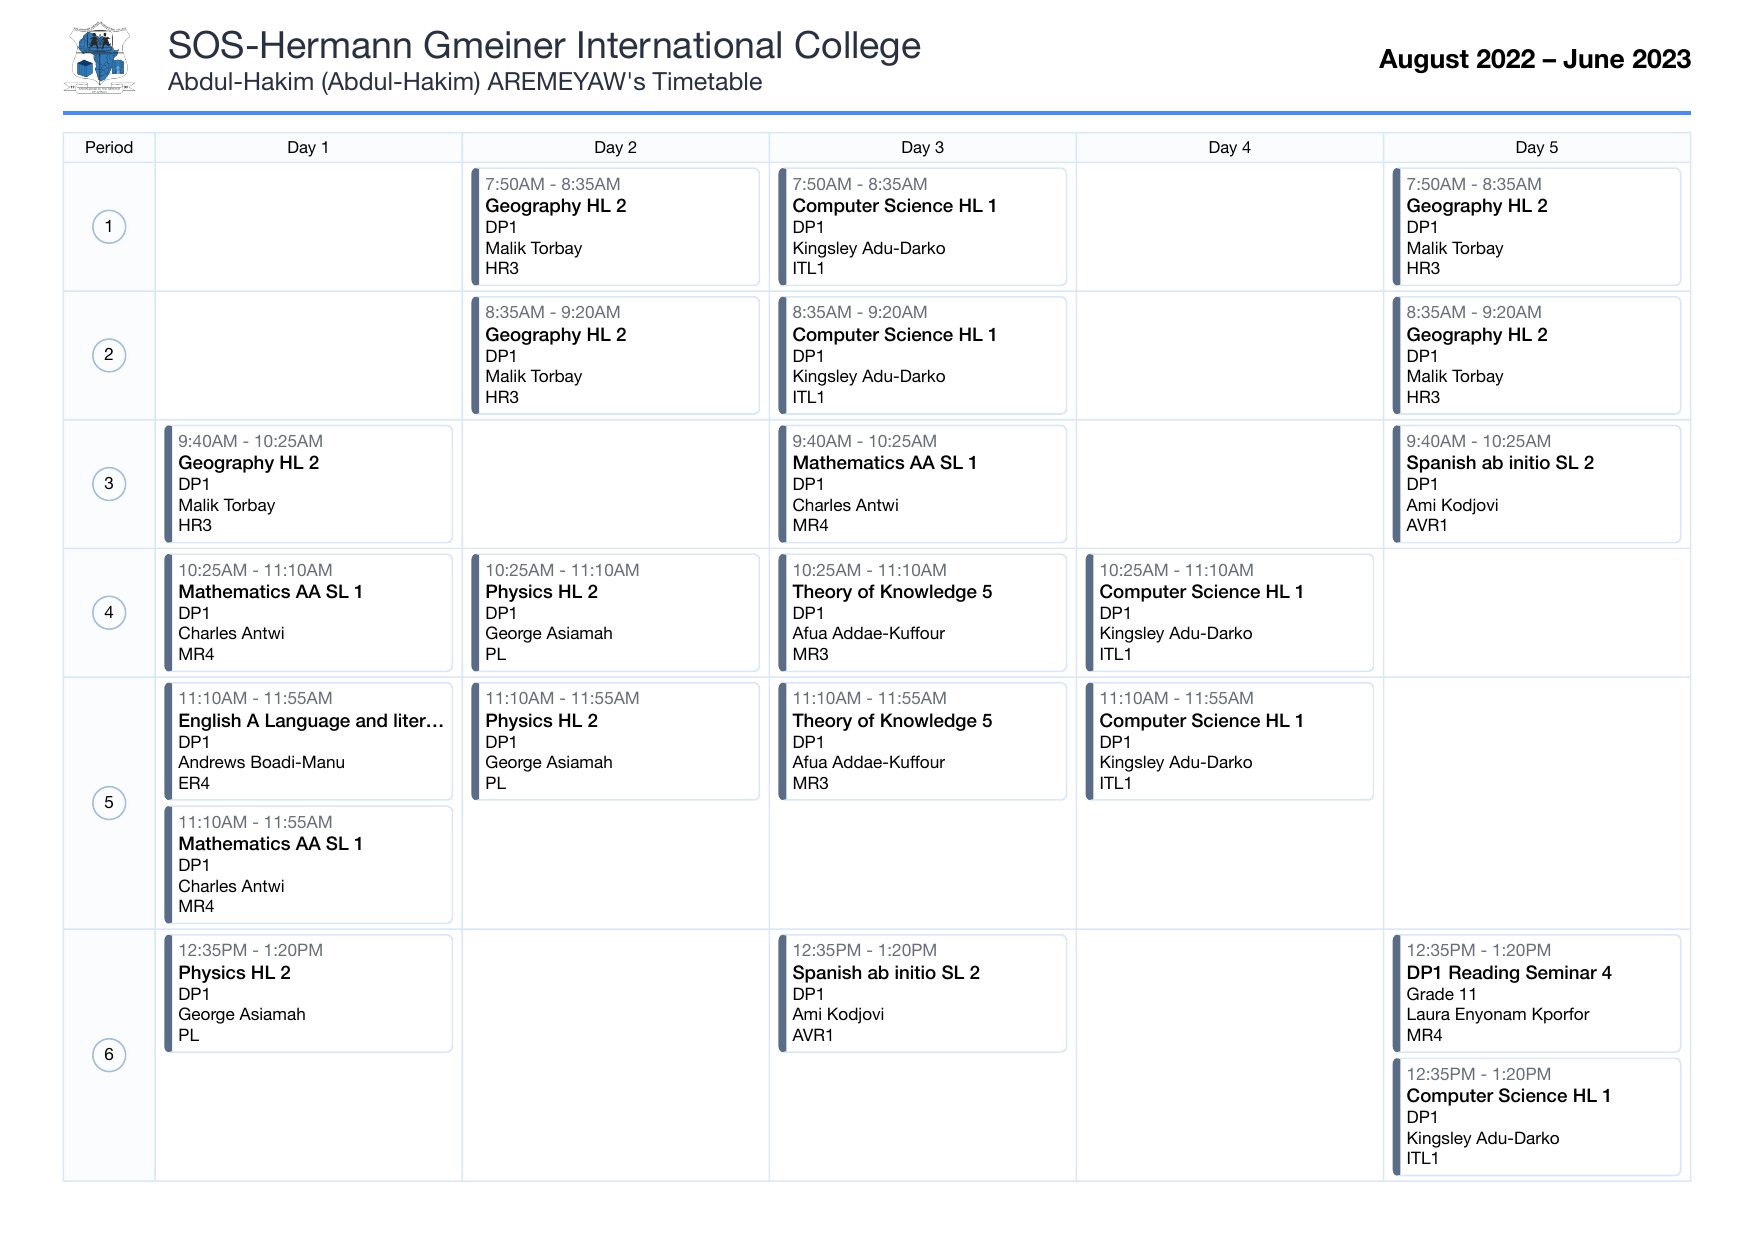 SOS-Hermann Gmeiner International College
Abdul-Hakim (Abdul-Hakim) AREMEYAW's Timetable
August 2022 – June 2023
Period
Day 1
Day 2
Day 3
Day 4
Day 5
1
7:50AM - 8:35AM
Geography HL 2
DP1
Malik Torbay
HR3
7:50AM - 8:35AM
Computer Science HL 1
DP1
Kingsley Adu-Darko
ITL1
7:50AM - 8:35AM
Geography HL 2
DP1
Malik Torbay
HR3
2
8:35AM - 9:20AM
Geography HL 2
DP1
Malik Torbay
HR3
8:35AM - 9:20AM
Computer Science HL 1
DP1
Kingsley Adu-Darko
ITL1
8:35AM - 9:20AM
Geography HL 2
DP1
Malik Torbay
HR3
3
9:40AM - 10:25AM
Geography HL 2
DP1
Malik Torbay
HR3
9:40AM - 10:25AM
Mathematics AA SL 1
DP1
Charles Antwi
MR4
9:40AM - 10:25AM
Spanish ab initio SL 2
DP1
Ami Kodjovi
AVR1
4
10:25AM - 11:10AM
Mathematics AA SL 1
DP1
Charles Antwi
MR4
10:25AM - 11:10AM
Physics HL 2
DP1
George Asiamah
PL
10:25AM - 11:10AM
Theory of Knowledge 5
DP1
Afua Addae-Kuffour
MR3
10:25AM - 11:10AM
Computer Science HL 1
DP1
Kingsley Adu-Darko
ITL1
5
11:10AM - 11:55AM
English A Language and liter…
DP1
Andrews Boadi-Manu
ER4
11:10AM - 11:55AM
Mathematics AA SL 1
DP1
Charles Antwi
MR4
11:10AM - 11:55AM
Physics HL 2
DP1
George Asiamah
PL
11:10AM - 11:55AM
Theory of Knowledge 5
DP1
Afua Addae-Kuffour
MR3
11:10AM - 11:55AM
Computer Science HL 1
DP1
Kingsley Adu-Darko
ITL1
6
12:35PM - 1:20PM
Physics HL 2
DP1
George Asiamah
PL
12:35PM - 1:20PM
Spanish ab initio SL 2
DP1
Ami Kodjovi
AVR1
12:35PM - 1:20PM
DP1 Reading Seminar 4
Grade 11
Laura Enyonam Kporfor
MR4
12:35PM - 1:20PM
Computer Science HL 1
DP1
Kingsley Adu-Darko
ITL1